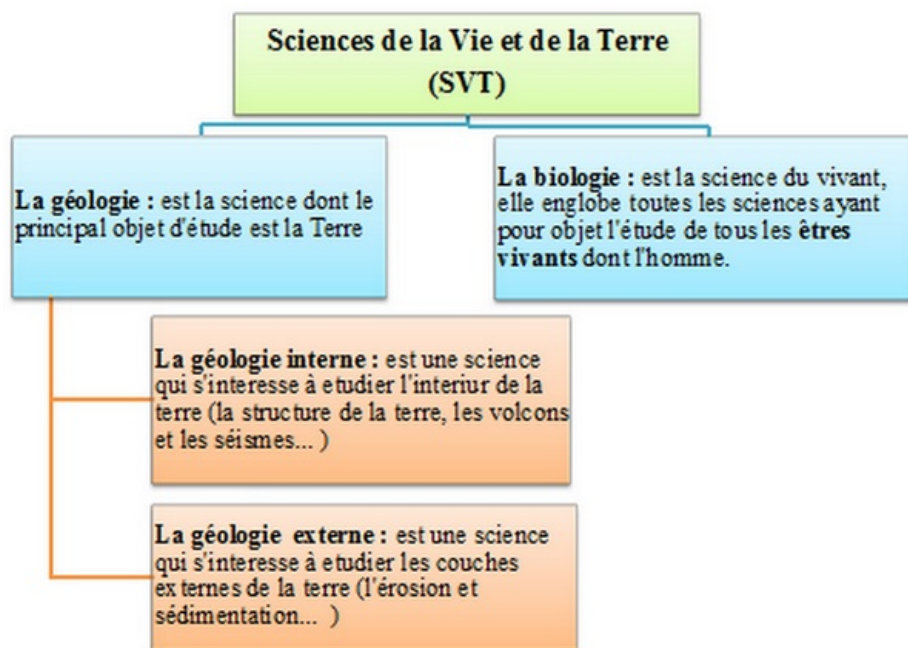 Sciences de la Vie et de la Terre
(SVT)
La géologie : est la science dont le
principal objet d'étude est la Terre
La biologie : est la science du vivant,
elle englobe toutes les sciences ayant
pour objet l'étude de tous les êtres
vivants dont l'homme.
La géologie interne : est une science
qui s'interesse à etudier l'interiur de la
terre (la structure de la terre, les volcons
et les séismes... )
La géologie externe : est une science
qui s'interesse à etudier les couches
externes de la terre (l'érosion et
sédimentation... )